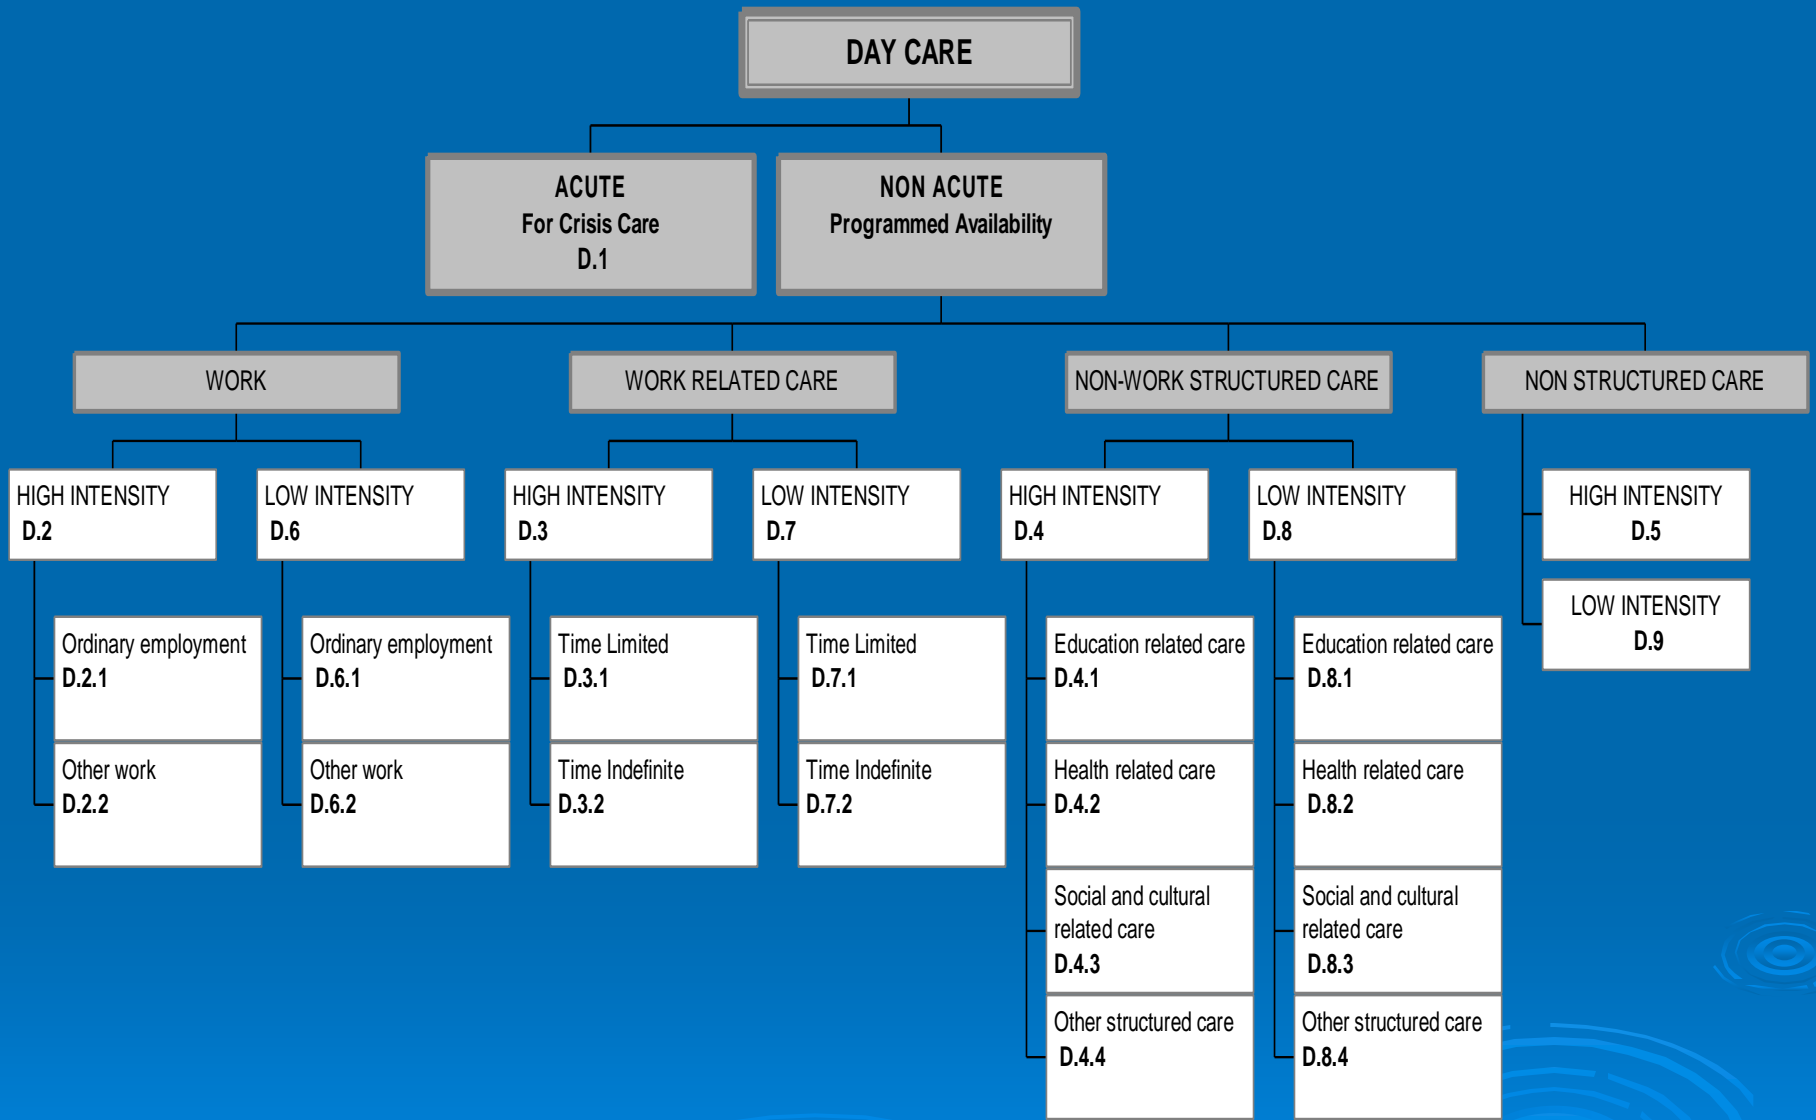 DAY CARE
ACUTE
For Crisis Care
D.1
NON ACUTE
Programmed Availability
WORK
WORK RELATED CARE
NON-WORK STRUCTURED CARE
NON STRUCTURED CARE
HIGH INTENSITY
D.2
LOW INTENSITY
D.6
HIGH INTENSITY
D.3
LOW INTENSITY
D.7
HIGH INTENSITY
D.4
LOW INTENSITY
D.8
HIGH INTENSITY
D.5
LOW INTENSITY
D.9
Ordinary employment
D.2.1
Other work
D.2.2
Ordinary employment
D.6.1
Other work
D.6.2
Time Limited
D.3.1
Time Indefinite
D.3.2
Time Limited
D.7.1
Time Indefinite
D.7.2
Education related care
D.4.1
Health related care
D.4.2
Social and cultural
related care
D.4.3
Other structured care
D.4.4
Education related care
D.8.1
Health related care
D.8.2
Social and cultural
related care
D.8.3
Other structured care
D.8.4